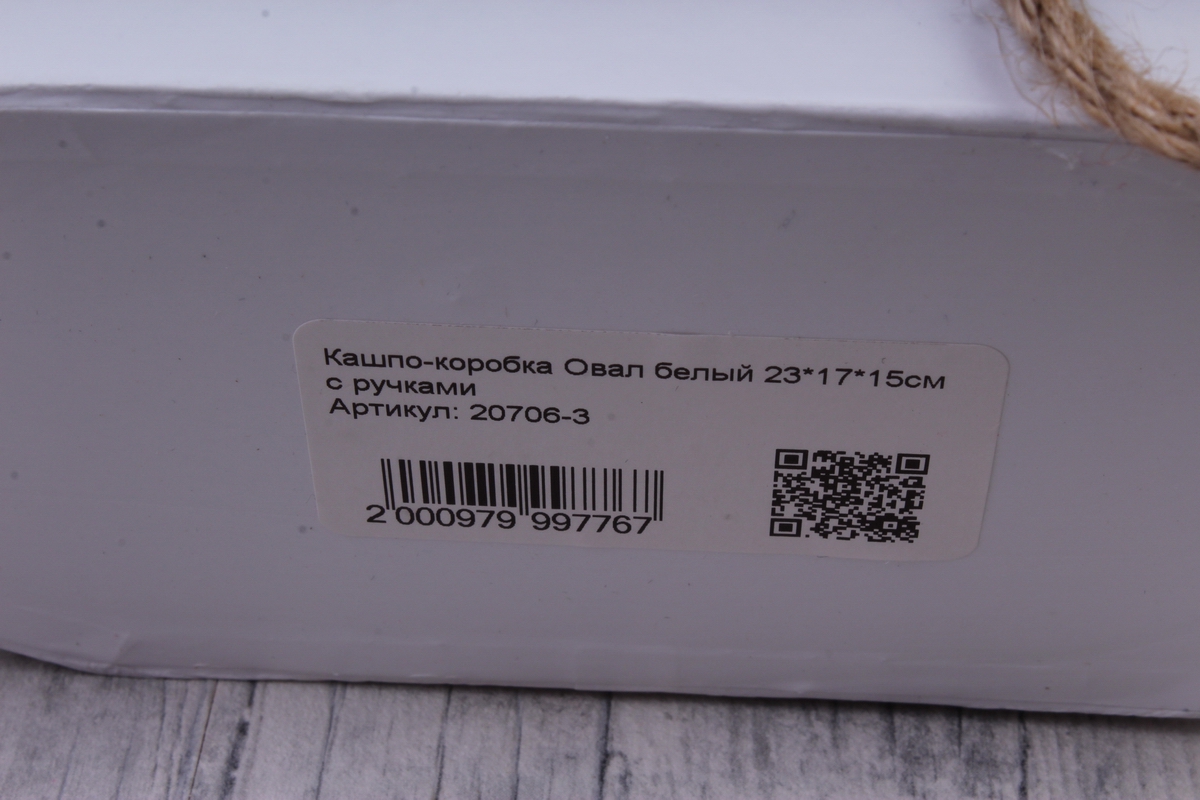 Кашпо-коробка Овал белый 23*17*15см
с ручками
Артикул: 20706-3
2 000979 997767